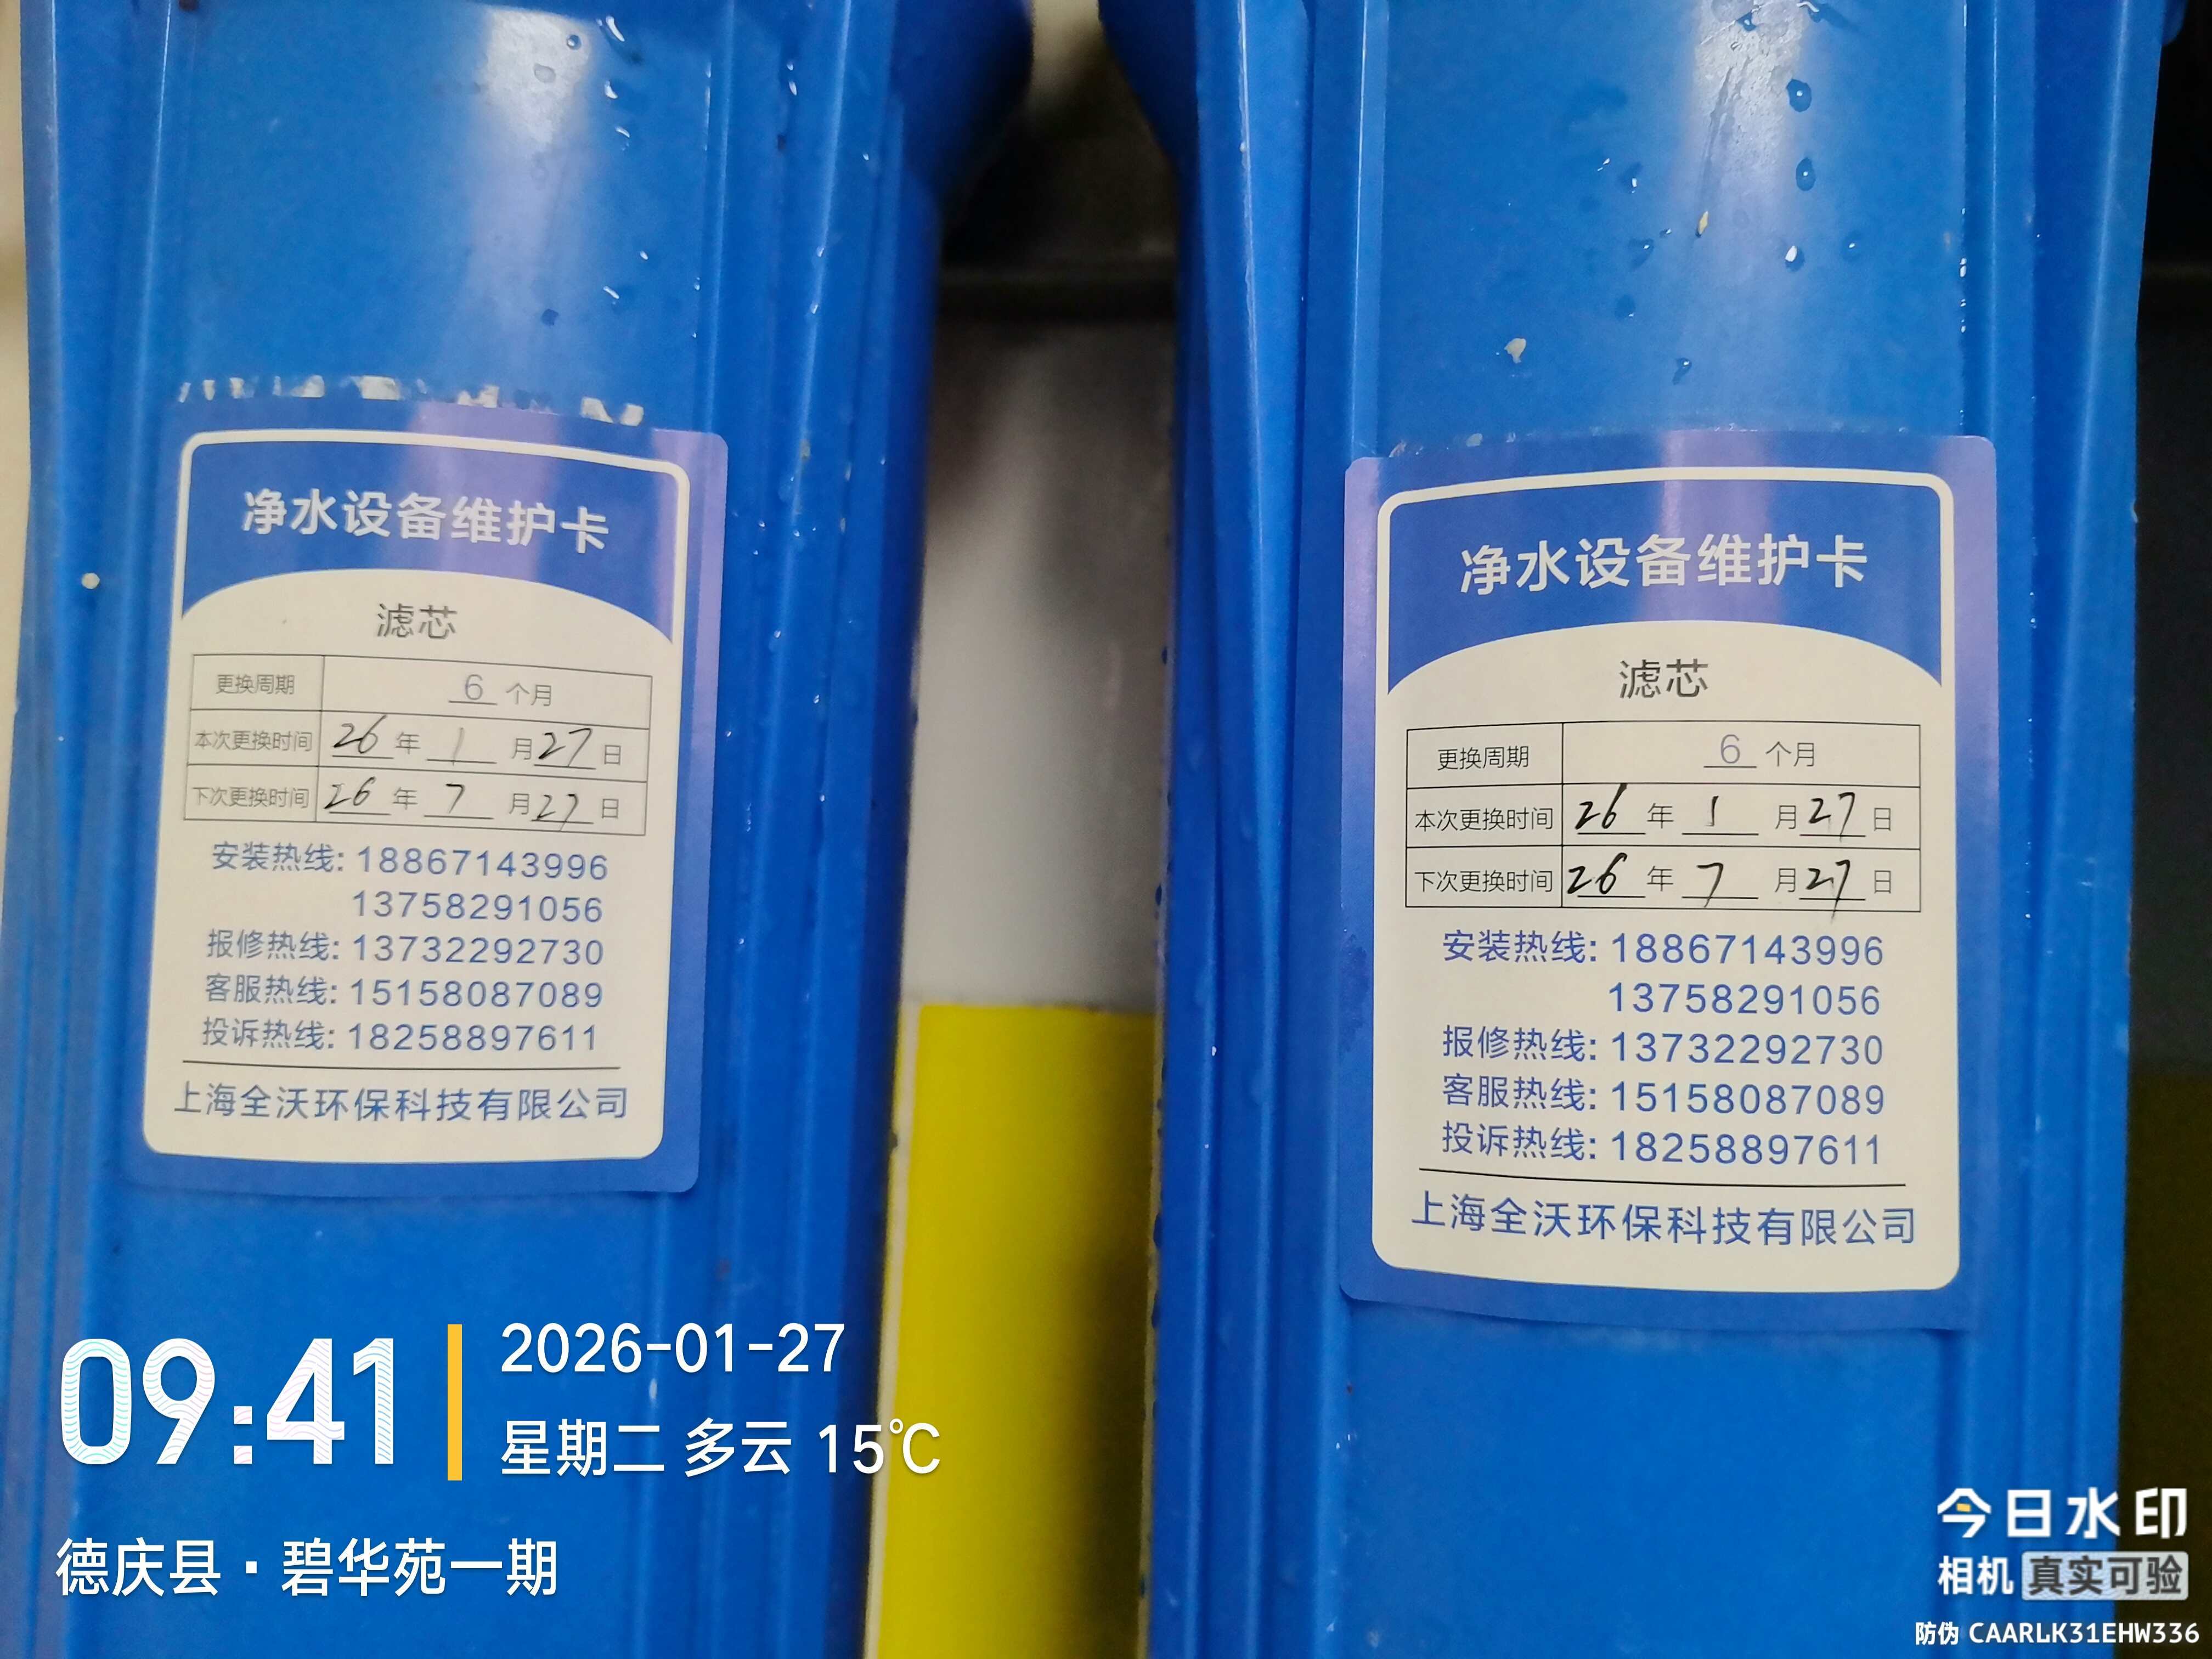 净水设备维护卡
滤芯
更换周期 6 个月
本次更换时间 26 年 1 月 27 日
下次更换时间 26 年 7 月 27 日
安装热线: 18867143996
13758291056
报修热线: 13732292730
客服热线: 15158087089
投诉热线: 18258897611
上海全沃环保科技有限公司
净水设备维护卡
滤芯
更换周期 6 个月
本次更换时间 26 年 1 月 27 日
下次更换时间 26 年 7 月 27 日
安装热线: 18867143996
13758291056
报修热线: 13732292730
客服热线: 15158087089
投诉热线: 18258897611
上海全沃环保科技有限公司
09:41
2026-01-27
星期二 多云 15℃
德庆县·碧华苑一期
今日水印
相机 真实可验
防伪 CAARLK31EHW336